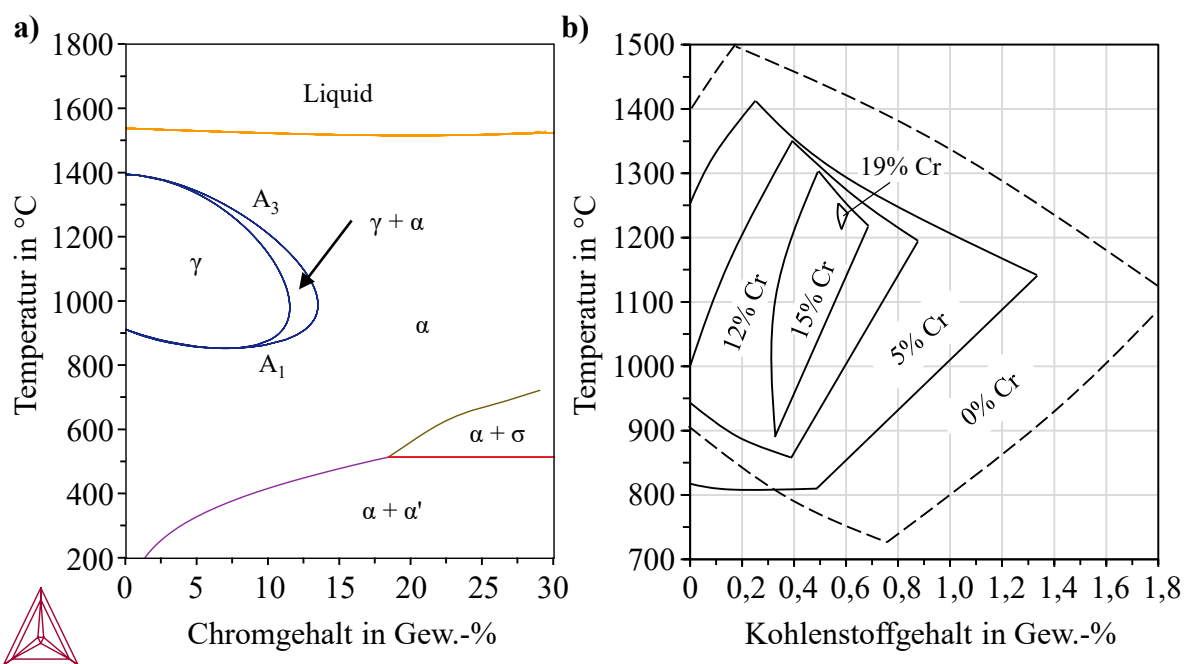 a)
1800
1600
1400
1200
1000
800
600
400
200
0
5
10
15
20
25
30
Temperatur in °C
Chromgehalt in Gew.-%
Liquid
A3
γ + α
γ
α
A1
α + σ
α + α'
b)
1500
1400
1300
1200
1100
1000
900
800
700
0
0,2
0,4
0,6
0,8
1,0
1,2
1,4
1,6
1,8
Temperatur in °C
Kohlenstoffgehalt in Gew.-%
19% Cr
12% Cr
15% Cr
5% Cr
0% Cr